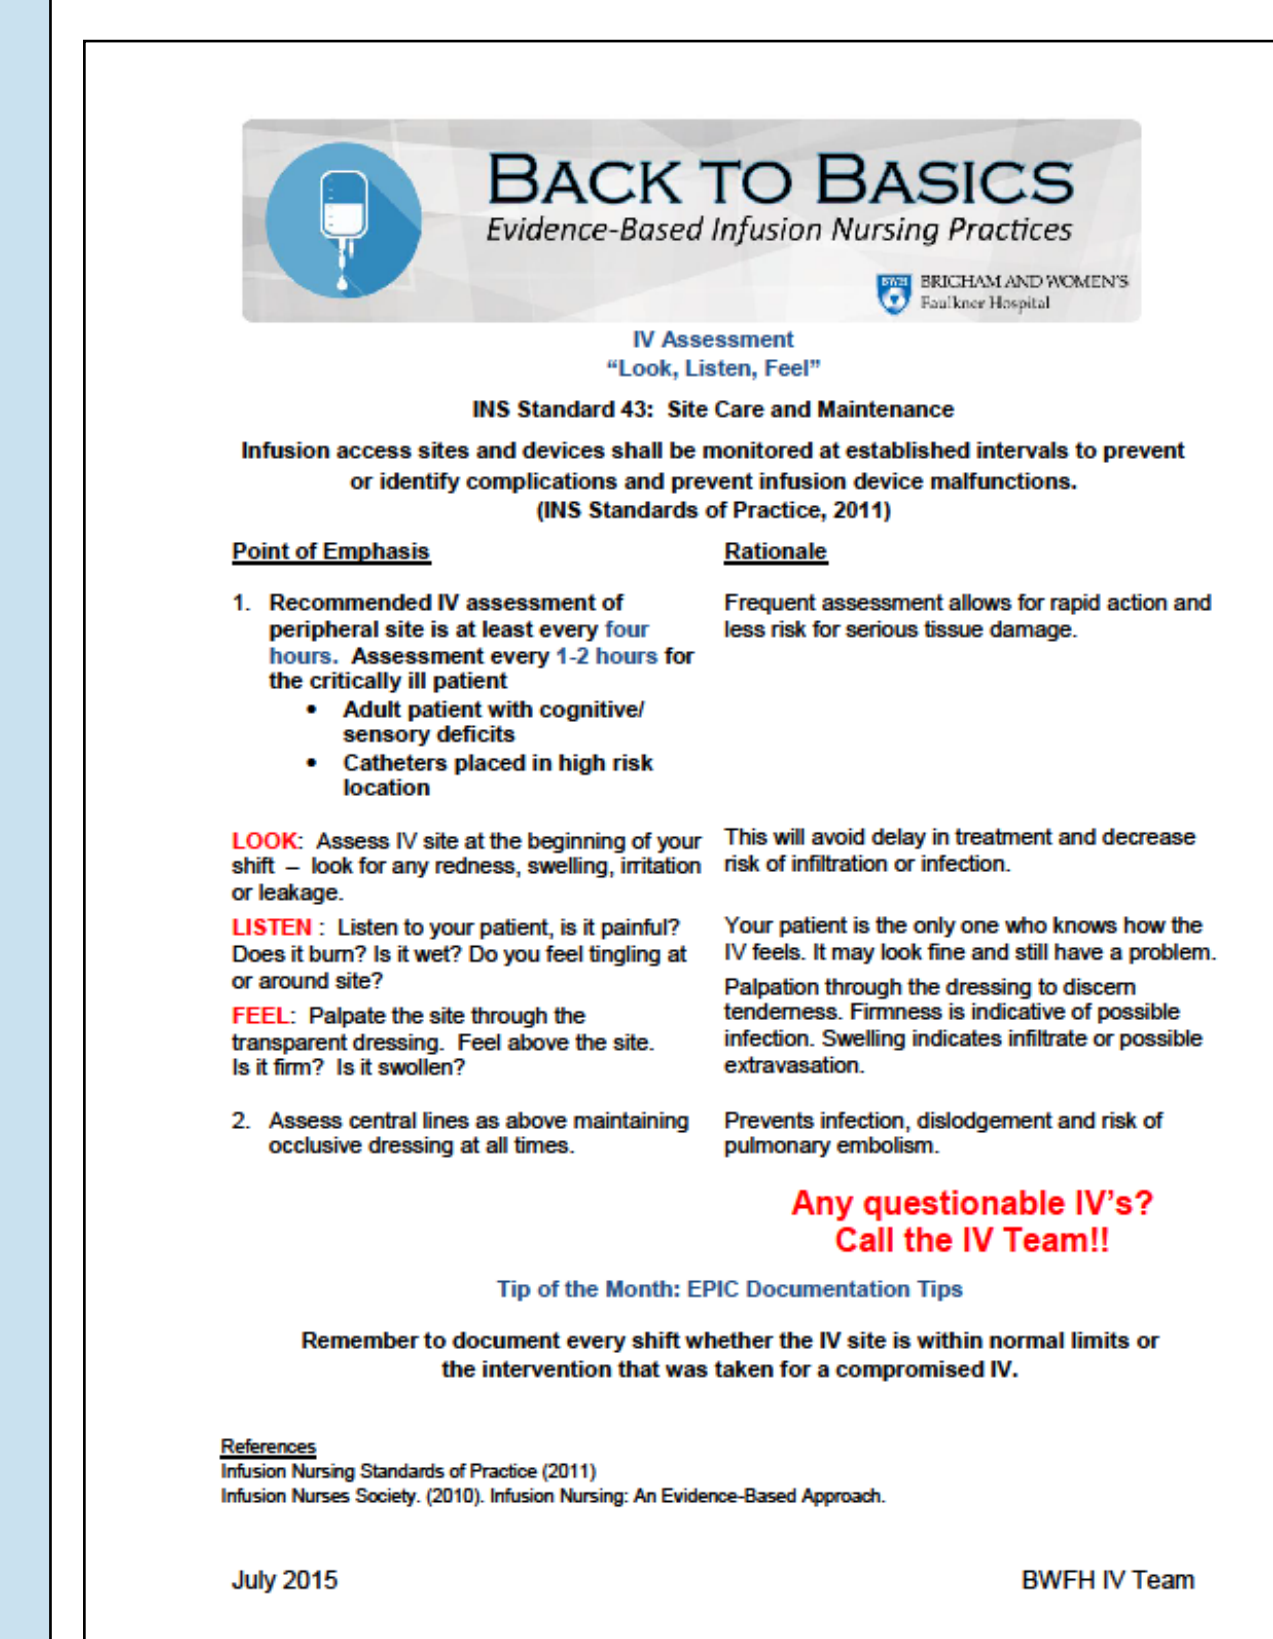 BACK TO BASICS
Evidence-Based Infusion Nursing Practices
BWH
BRIGHAM AND WOMEN'S
Faulkner Hospital
IV Assessment
“Look, Listen, Feel”
INS Standard 43: Site Care and Maintenance
Infusion access sites and devices shall be monitored at established intervals to prevent
or identify complications and prevent infusion device malfunctions.
(INS Standards of Practice, 2011)
Point of Emphasis
Rationale
1. Recommended IV assessment of
peripheral site is at least every four
hours. Assessment every 1-2 hours for
the critically ill patient
• Adult patient with cognitive/
sensory deficits
• Catheters placed in high risk
location
Frequent assessment allows for rapid action and
less risk for serious tissue damage.
LOOK: Assess IV site at the beginning of your
shift – look for any redness, swelling, irritation
or leakage.
This will avoid delay in treatment and decrease
risk of infiltration or infection.
LISTEN : Listen to your patient, is it painful?
Does it burn? Is it wet? Do you feel tingling at
or around site?
Your patient is the only one who knows how the
IV feels. It may look fine and still have a problem.
FEEL: Palpate the site through the
transparent dressing. Feel above the site.
Is it firm? Is it swollen?
Palpation through the dressing to discern
tenderness. Firmness is indicative of possible
infection. Swelling indicates infiltrate or possible
extravasation.
2. Assess central lines as above maintaining
occlusive dressing at all times.
Prevents infection, dislodgement and risk of
pulmonary embolism.
Any questionable IV's?
Call the IV Team!!
Tip of the Month: EPIC Documentation Tips
Remember to document every shift whether the IV site is within normal limits or
the intervention that was taken for a compromised IV.
References
Infusion Nursing Standards of Practice (2011)
Infusion Nurses Society. (2010). Infusion Nursing: An Evidence-Based Approach.
July 2015
BWFH IV Team